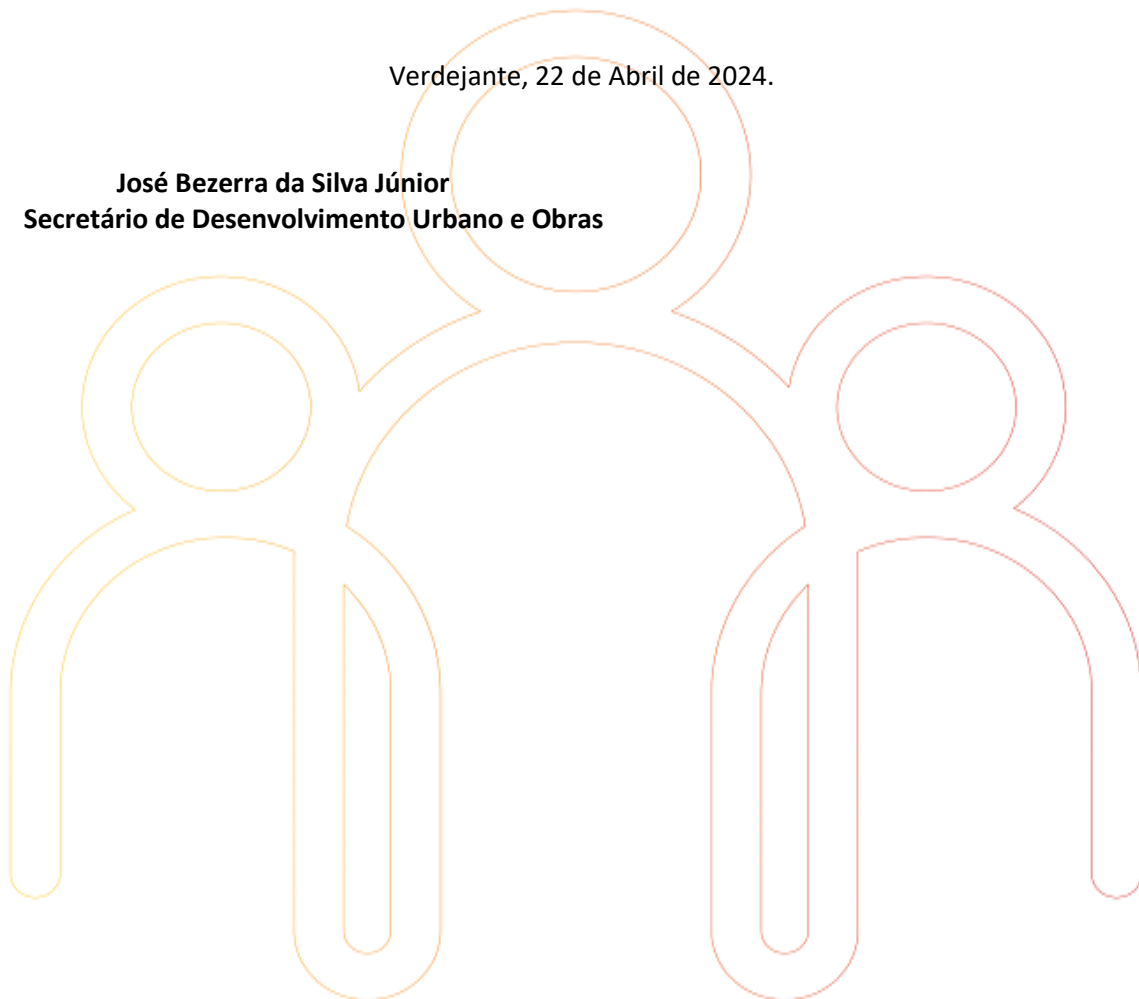 Verdejante, 22 de Abril de 2024.
José Bezerra da Silva Júnior
Secretário de Desenvolvimento Urbano e Obras